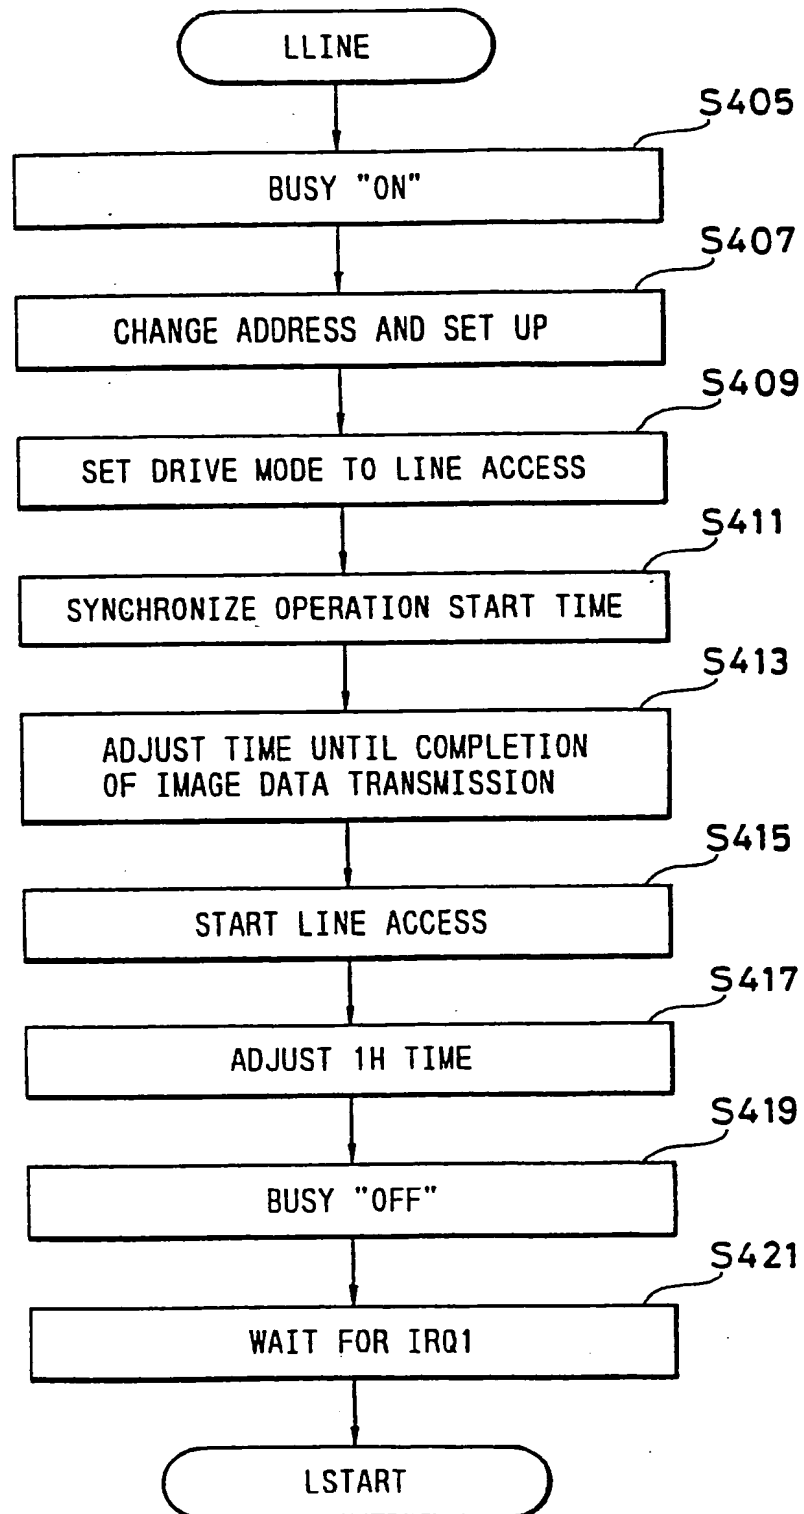 LLINE
S405
BUSY "ON"
S407
CHANGE ADDRESS AND SET UP
S409
SET DRIVE MODE TO LINE ACCESS
S411
SYNCHRONIZE OPERATION START TIME
S413
ADJUST TIME UNTIL COMPLETION
OF IMAGE DATA TRANSMISSION
S415
START LINE ACCESS
S417
ADJUST 1H TIME
S419
BUSY "OFF"
S421
WAIT FOR IRQ1
LSTART